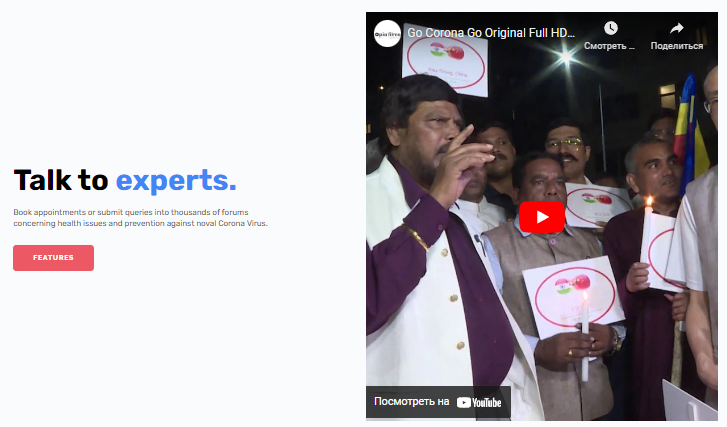 Talk to experts.
Book appointments or submit queries into thousands of forums
concerning health issues and prevention against noval Corona Virus.
FEATURES
Go Corona Go Original Full HD...
Смотреть ...
Поделиться
Посмотреть на YouTube